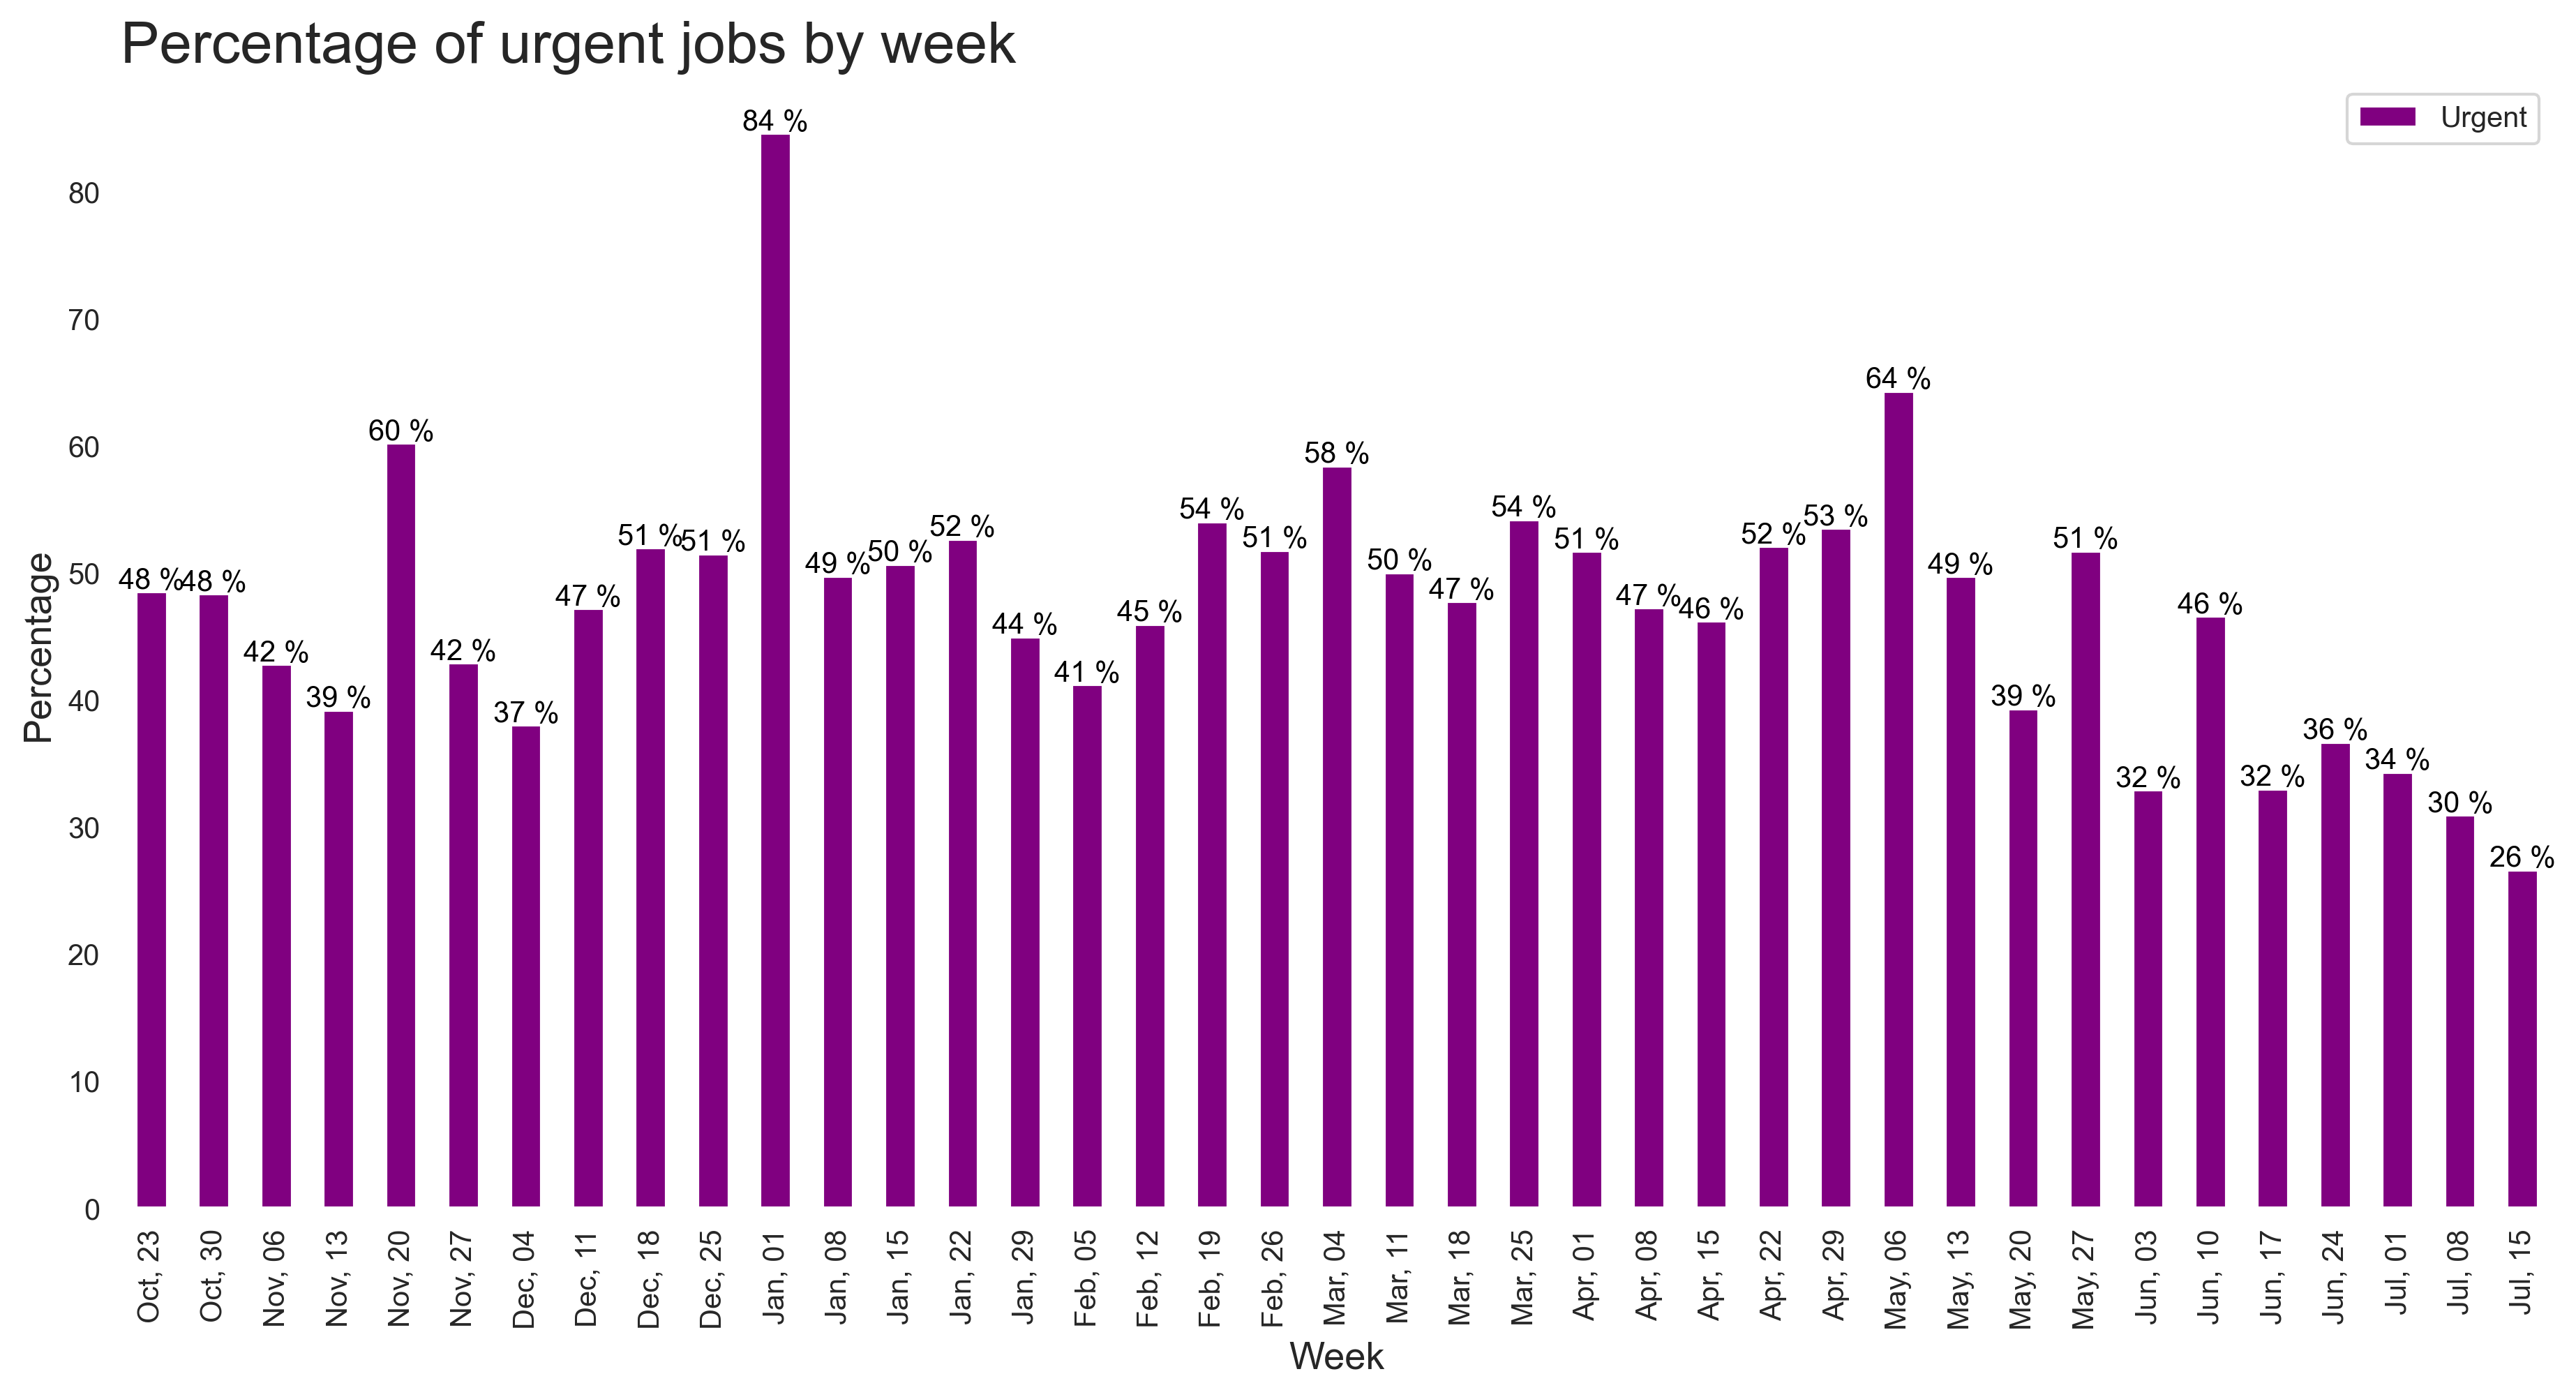 Percentage of urgent jobs by week
Urgent
Percentage
80
70
60
50
40
30
20
10
0
48 %
48 %
42 %
39 %
60 %
42 %
37 %
47 %
51 %
51 %
84 %
49 %
50 %
52 %
44 %
41 %
45 %
54 %
51 %
58 %
50 %
47 %
54 %
51 %
47 %
46 %
52 %
53 %
64 %
49 %
39 %
51 %
32 %
46 %
32 %
36 %
34 %
30 %
26 %
Oct, 23
Oct, 30
Nov, 06
Nov, 13
Nov, 20
Nov, 27
Dec, 04
Dec, 11
Dec, 18
Dec, 25
Jan, 01
Jan, 08
Jan, 15
Jan, 22
Jan, 29
Feb, 05
Feb, 12
Feb, 19
Feb, 26
Mar, 04
Mar, 11
Mar, 18
Mar, 25
Apr, 01
Apr, 08
Apr, 15
Apr, 22
Apr, 29
May, 06
May, 13
May, 20
May, 27
Jun, 03
Jun, 10
Jun, 17
Jun, 24
Jul, 01
Jul, 08
Jul, 15
Week